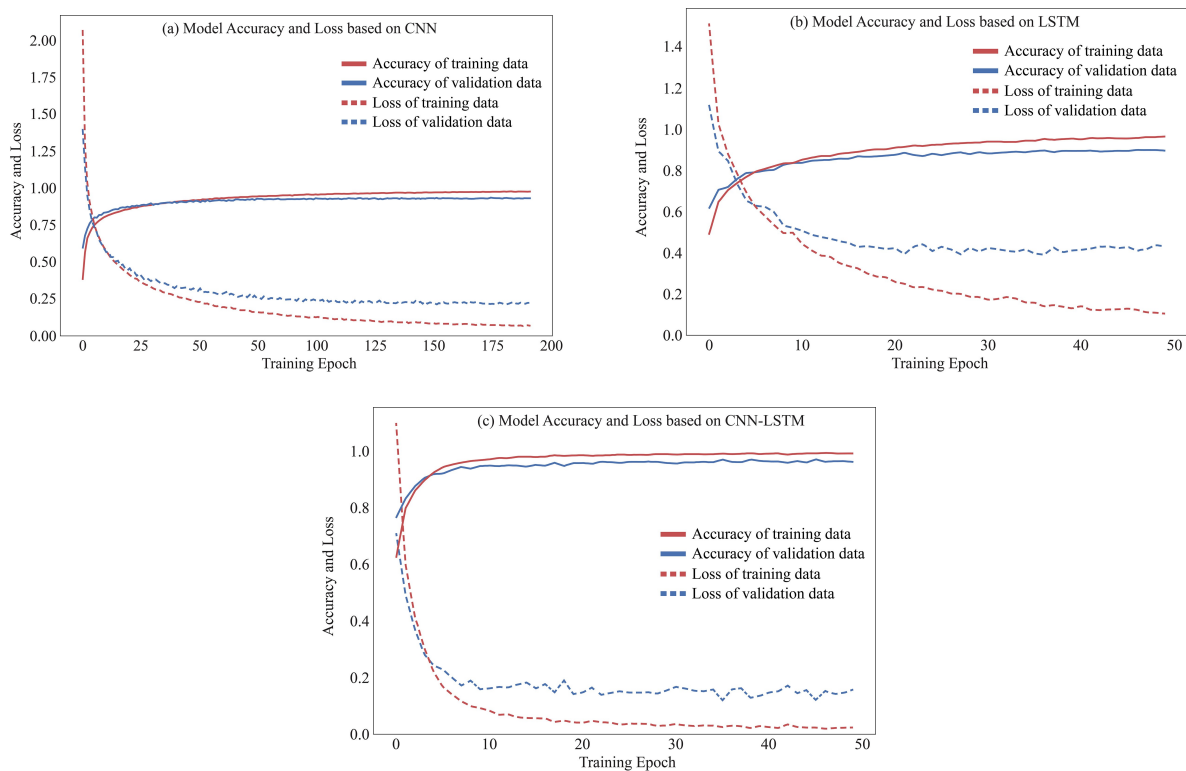 (a) Model Accuracy and Loss based on CNN
2.00
1.75
1.50
1.25
1.00
0.75
0.50
0.25
0.00
Accuracy and Loss
Accuracy of training data
Accuracy of validation data
Loss of training data
Loss of validation data
0 25 50 50 100 125 150 175 200
Training Epoch
(b) Model Accuracy and Loss based on LSTM
1.4
1.2
1.0
0.8
0.6
0.4
0.2
0.0
Accuracy and Loss
Accuracy of training data
Accuracy of validation data
Loss of training data
Loss of validation data
0 10 20 30 40 50
Training Epoch
(c) Model Accuracy and Loss based on CNN-LSTM
1.0
0.8
0.6
0.4
0.2
0.0
Accuracy and Loss
Accuracy of training data
Accuracy of validation data
Loss of training data
Loss of validation data
0 10 20 30 40 50
Training Epoch